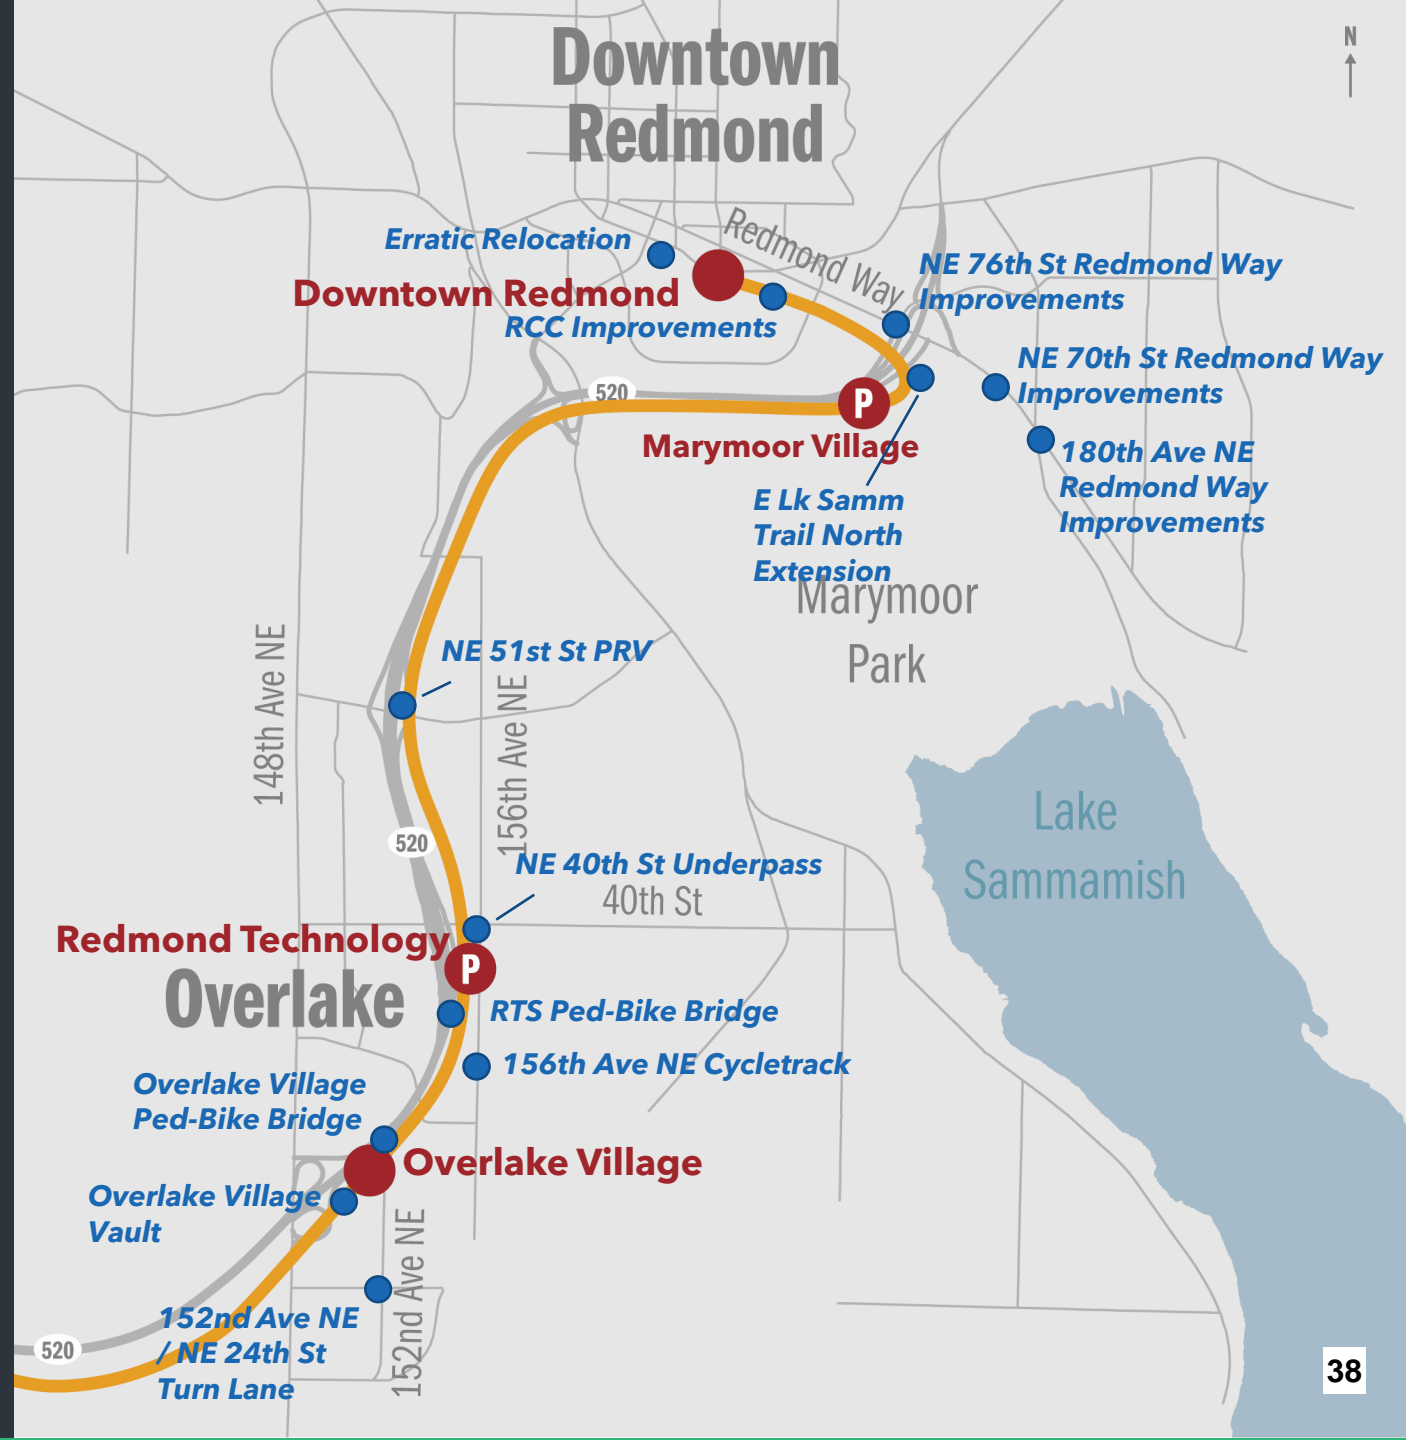 Downtown
Redmond
N
Redmond Way
Erratic Relocation
Downtown Redmond
RCC Improvements
NE 76th St Redmond Way
Improvements
NE 70th St Redmond Way
Improvements
520
P
Marymoor Village
180th Ave NE
Redmond Way
Improvements
E Lk Samm
Trail North
Extension
Marymoor
Park
148th Ave NE
NE 51st St PRV
156th Ave NE
Lake
Sammamish
520
NE 40th St Underpass
40th St
Redmond Technology
P
Overlake
RTS Ped-Bike Bridge
156th Ave NE Cycletrack
Overlake Village
Ped-Bike Bridge
Overlake Village
Overlake Village
Vault
152nd Ave NE
152nd Ave NE
/ NE 24th St
Turn Lane
520
38